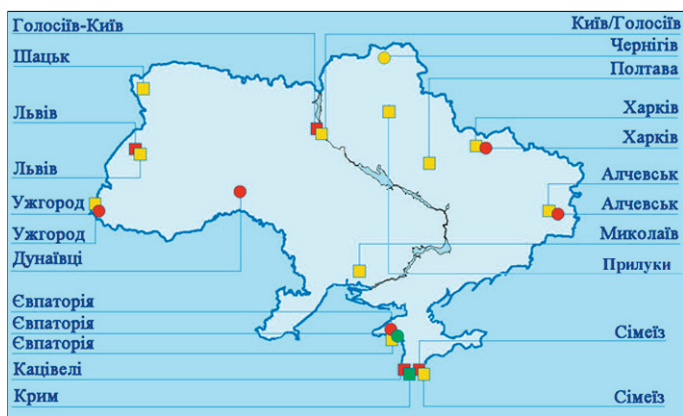 Голосіїв-Київ
Шацьк
Львів
Львів
Ужгород
Ужгород
Дунаївці
Євпаторія
Євпаторія
Євпаторія
Кацівелі
Крим
Київ/Голосіїв
Чернігів
Полтава
Харків
Харків
Алчевськ
Алчевськ
Миколаїв
Прилуки
Сімеїз
Сімеїз